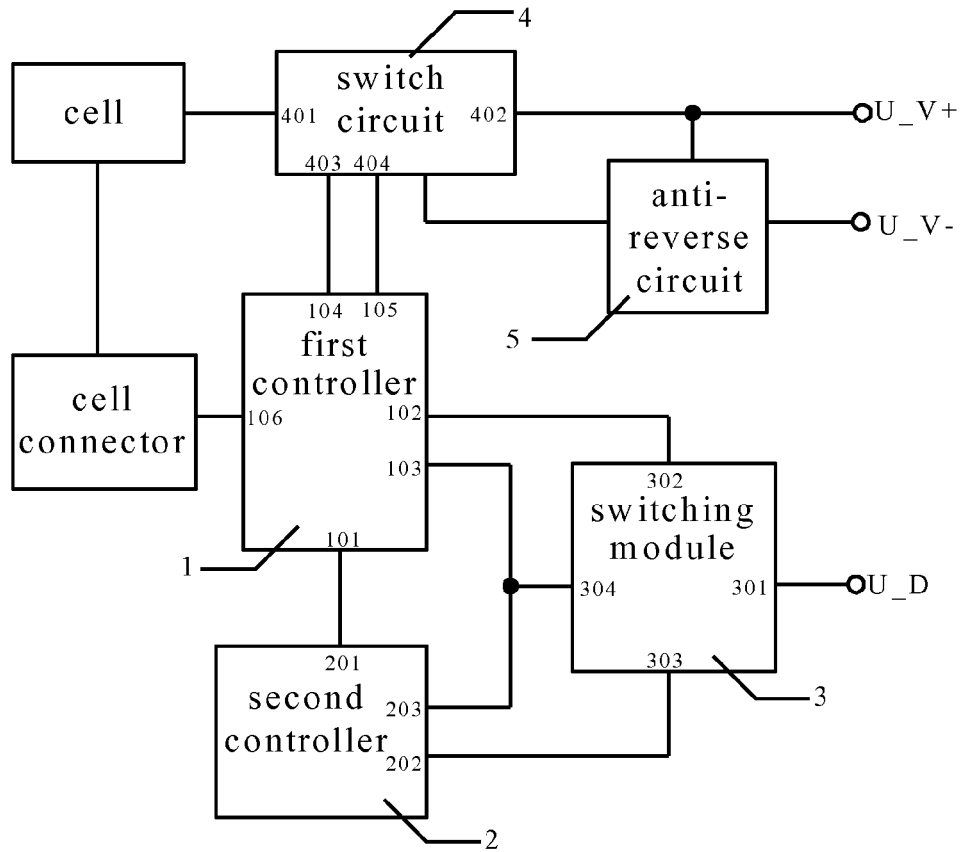 4
switch
circuit
401
402
403 404
cell
U_V+
anti-
reverse
circuit
U_V-
5
104 105
first
controller
106
102
103
101
1
cell
connector
302
switching
module
304
301
303
U_D
3
201
second
controller
203
202
2